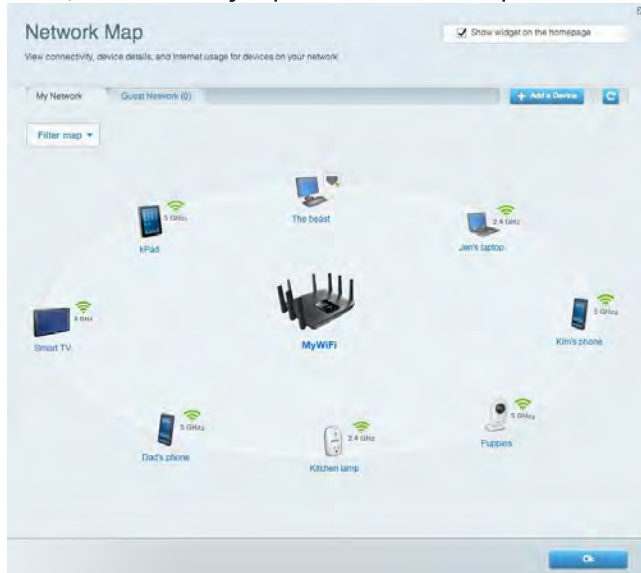 Network Map
Show widget on the homepage
View connectivity, device details, and Internet usage for devices on your network
My Network
Guest Network (0)
+ Add a Device
Filter map
The beast
5 GHz
kPad
2.4 GHz
Jen's laptop
5 GHz
Smart TV
MyWiFi
5 GHz
Kim's phone
5 GHz
Dad's phone
2.4 GHz
Kitchen lamp
5 GHz
Puppies
Ok